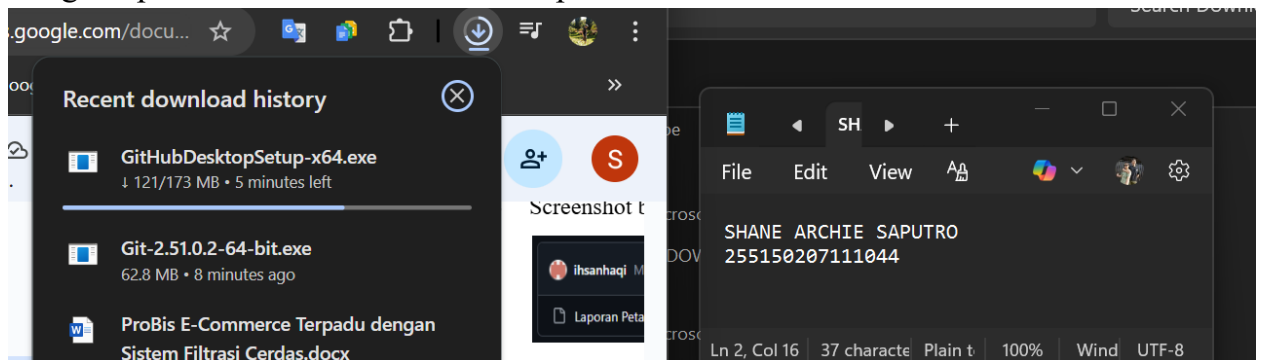 s.google.com/docu...
Recent download history
GitHubDesktopSetup-x64.exe
↓ 121/173 MB • 5 minutes left
Git-2.51.0.2-64-bit.exe
62.8 MB • 8 minutes ago
ProBis E-Commerce Terpadu dengan
Sistem Filtrasi Cerdas.docx
S
Screenshot b
ihsanhaqi
Laporan Peta
SH
File Edit View
SHANE ARCHIE SAPUTRO
255150207111044
Ln 2, Col 16 37 characte Plain t 100% Wind UTF-8